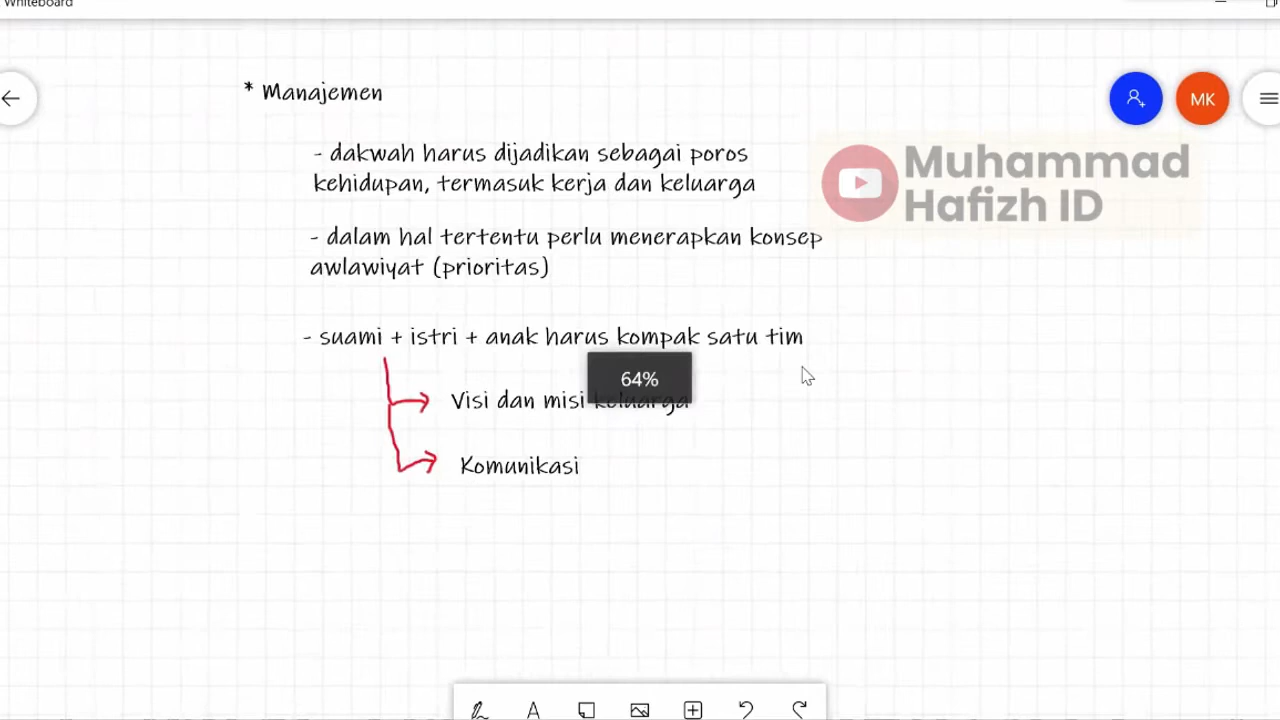 Whiteboard
* Manajemen
MK
- dakwah harus dijadikan sebagai poros
kehidupan, termasuk kerja dan keluarga
Muhammad
Hafizh ID
- dalam hal tertentu perlu menerapkan konsep
awlawiyat (prioritas)
- suami + istri + anak harus kompak satu tim
64%
Visi dan misi keluarga
Komunikasi